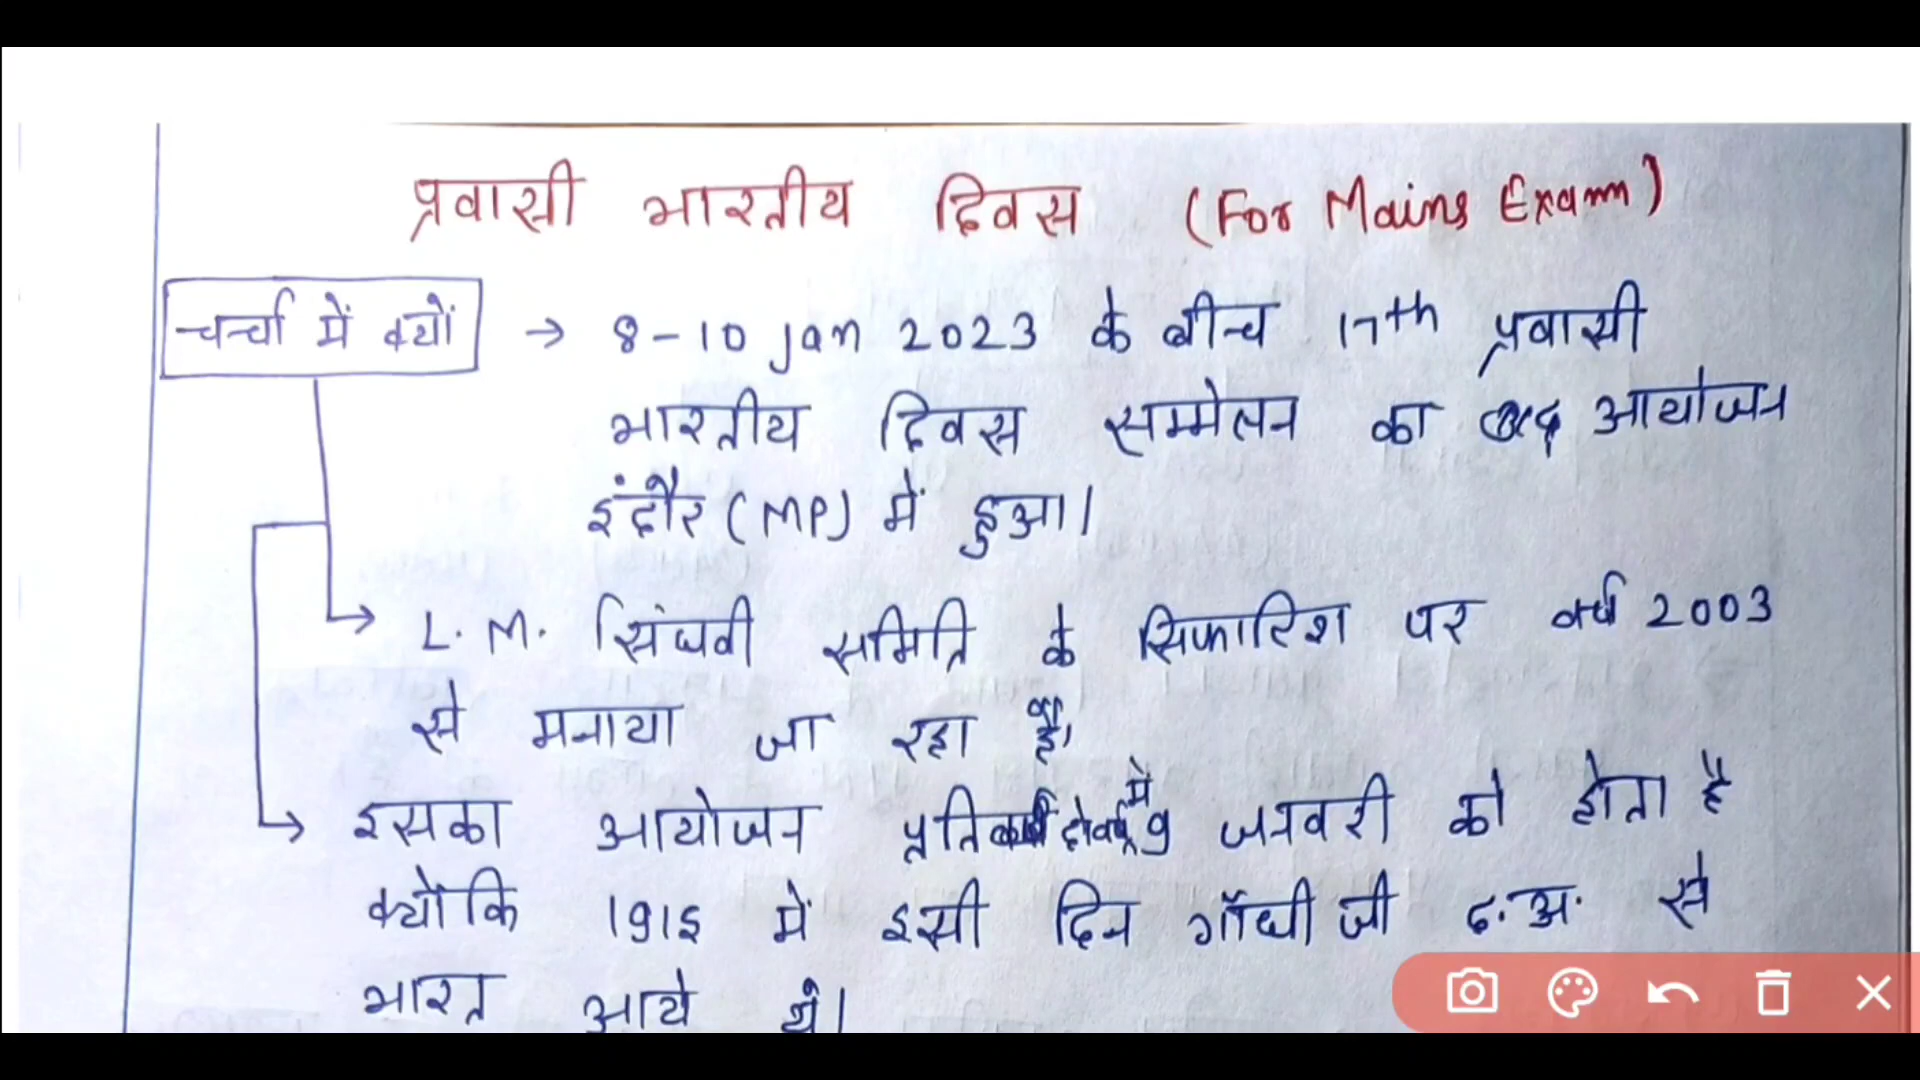 प्रवासी भारतीय दिवस (For Mains Exam)
चर्चा में क्यों → 8-10 Jan 2023 के बीच 17th प्रवासी
भारतीय दिवस सम्मेलन का आयोजन
इंदौर (MP) में हुआ।
L.M. सिंघवी समिति के सिफारिश पर वर्ष 2003
से मनाया जा रहा है।
इसका आयोजन प्रति दो वर्ष में 9 जनवरी को होता है
क्योकि 1915 में इसी दिन गाँधी जी द.अ. से
भारत आये थे।